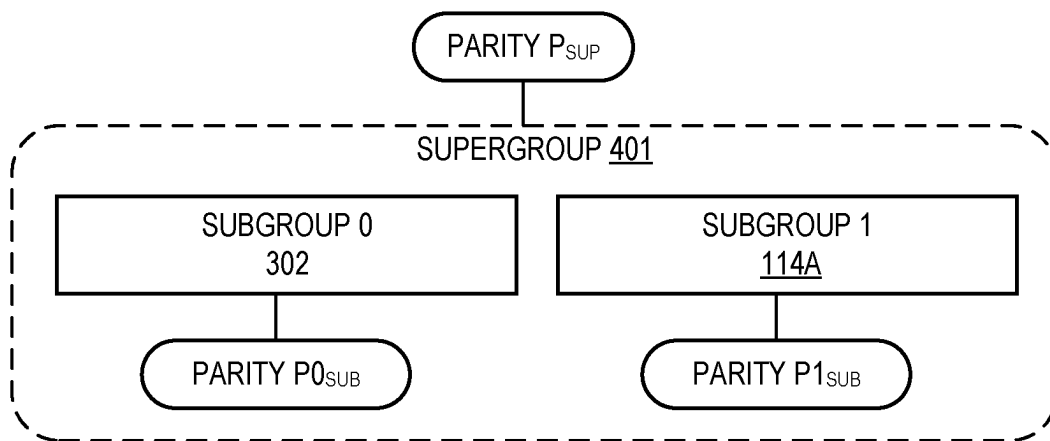 PARITY PSUP
SUPERGROUP 401
SUBGROUP 0
302
SUBGROUP 1
114A
PARITY P0SUB
PARITY P1SUB